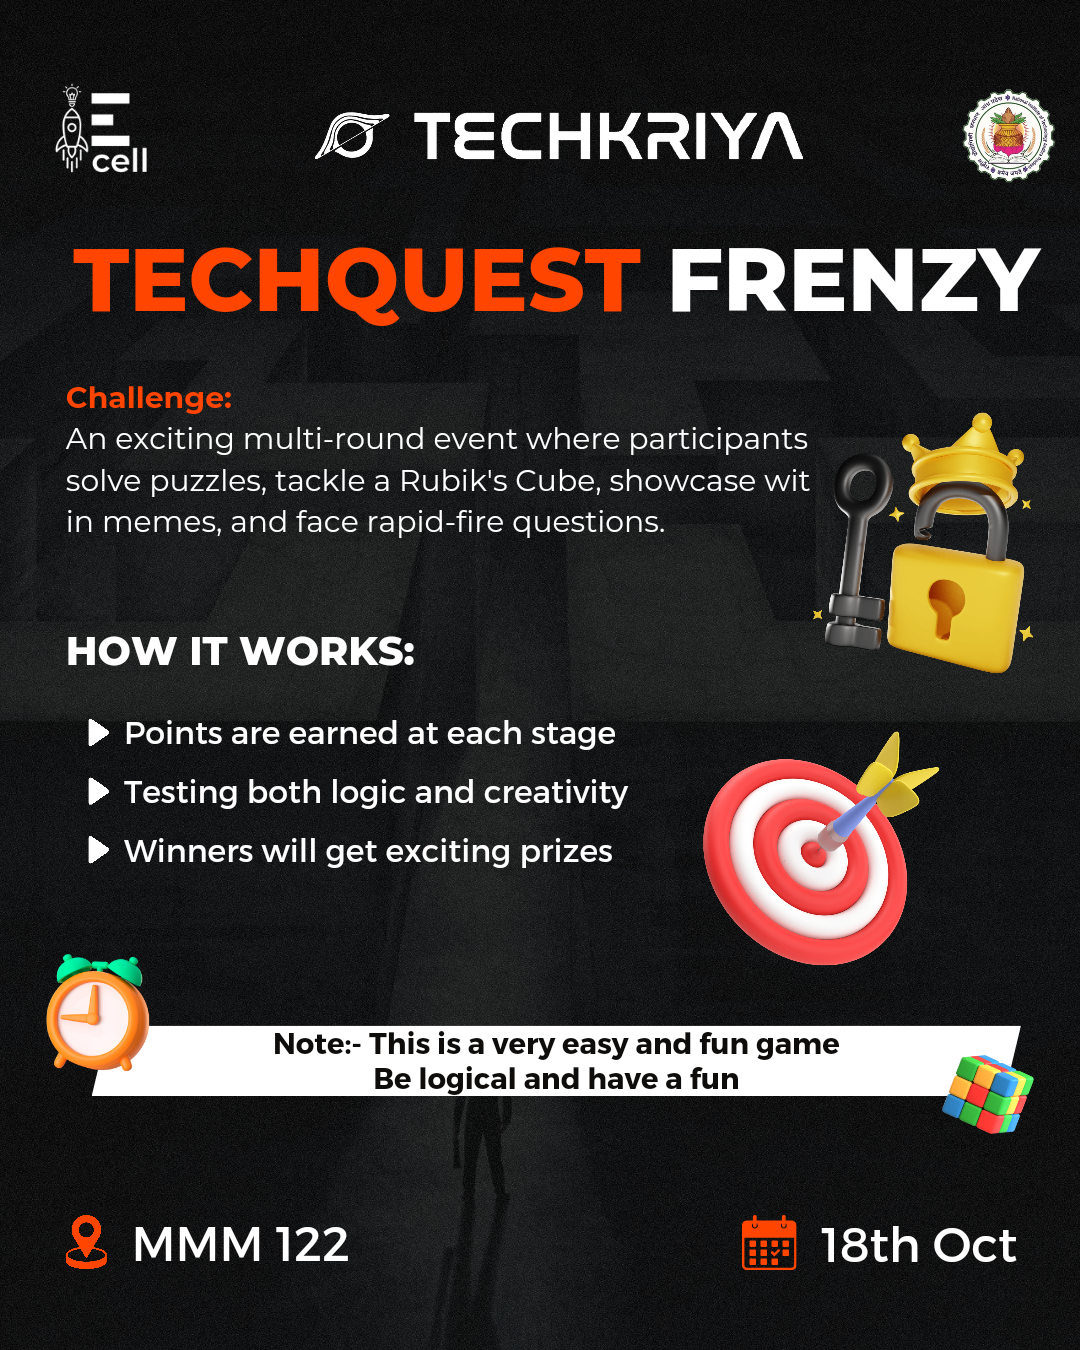 E
cell
TECHKRIYA
TECHQUEST FRENZY
Challenge:
An exciting multi-round event where participants
solve puzzles, tackle a Rubik's Cube, showcase wit
in memes, and face rapid-fire questions.
HOW IT WORKS:
Points are earned at each stage
Testing both logic and creativity
Winners will get exciting prizes
Note:- This is a very easy and fun game
Be logical and have a fun
MMM 122
18th Oct